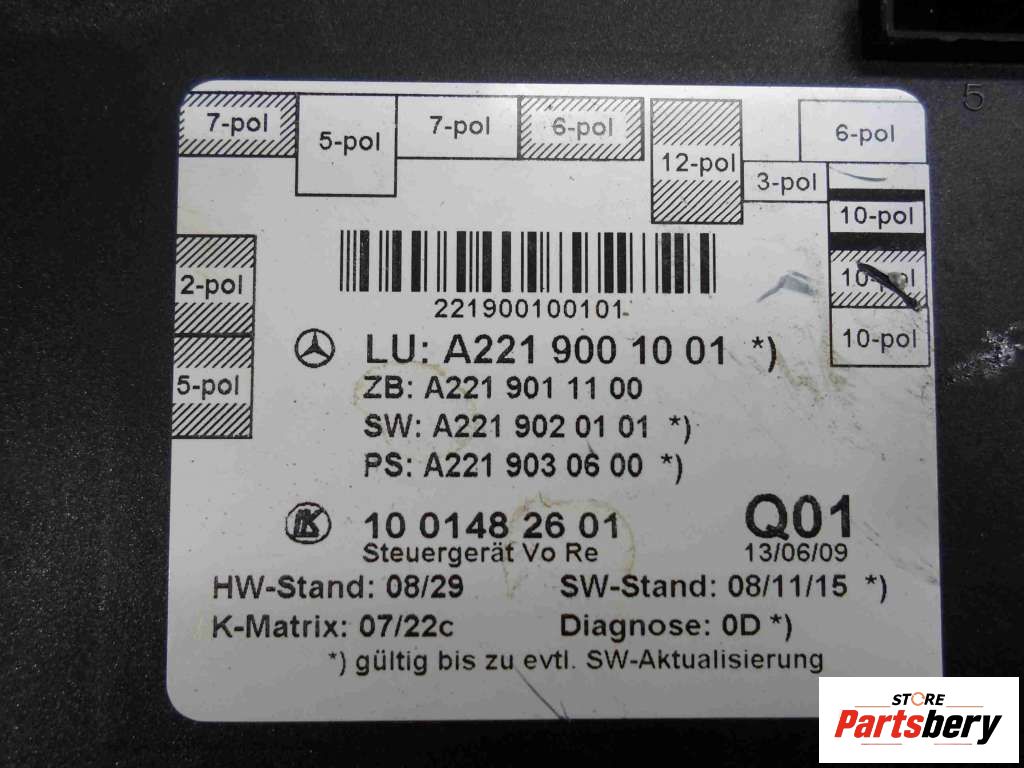 5
7-pol
5-pol
7-pol
6-pol
12-pol
3-pol
6-pol
10-pol
10-pol
10-pol
2-pol
5-pol
221900100101
LU: A221 900 10 01 *)
ZB: A221 901 11 00
SW: A221 902 01 01 *)
PS: A221 903 06 00 *)
IK 10 0148 26 01 Q01
Steuergerät Vo Re 13/06/09
HW-Stand: 08/29 SW-Stand: 08/11/15 *)
K-Matrix: 07/22c Diagnose: 0D *)
*) gültig bis zu evtl. SW-Aktualisierung
STORE
Partsbery